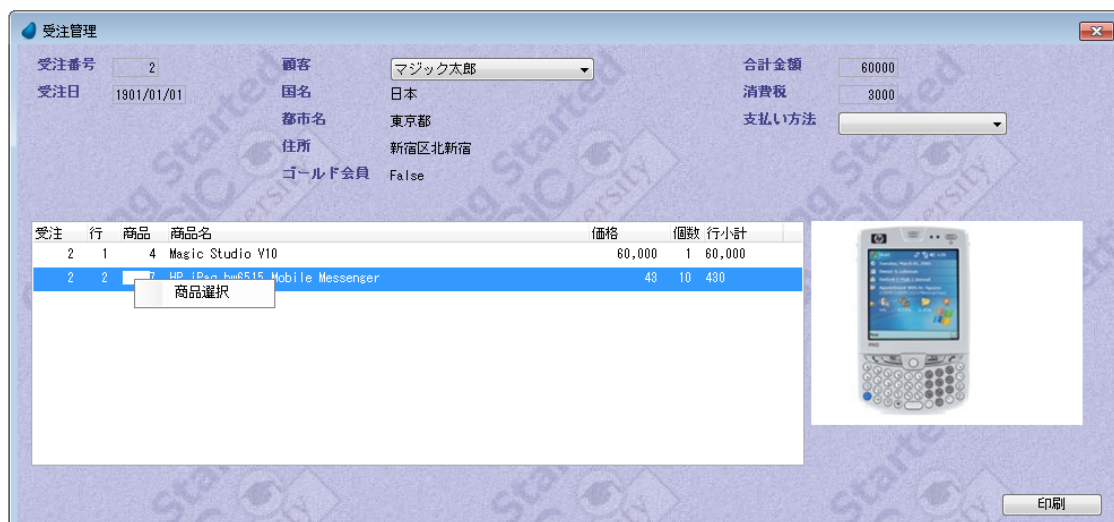 受注管理
受注番号 2 顧客 マジック太郎 合計金額 60000
受注日 1901/01/01 国名 日本 消費税 3000
都市名 東京都 支払い方法
住所 新宿区北新宿
ゴールド会員 False
受注 行 商品 商品名 価格 個数 行小計
2 1 4 Magic Studio V10 60,000 1 60,000
2 2 7 HP iPaq hw6515 Mobile Messenger 43 10 430
商品選択
印刷